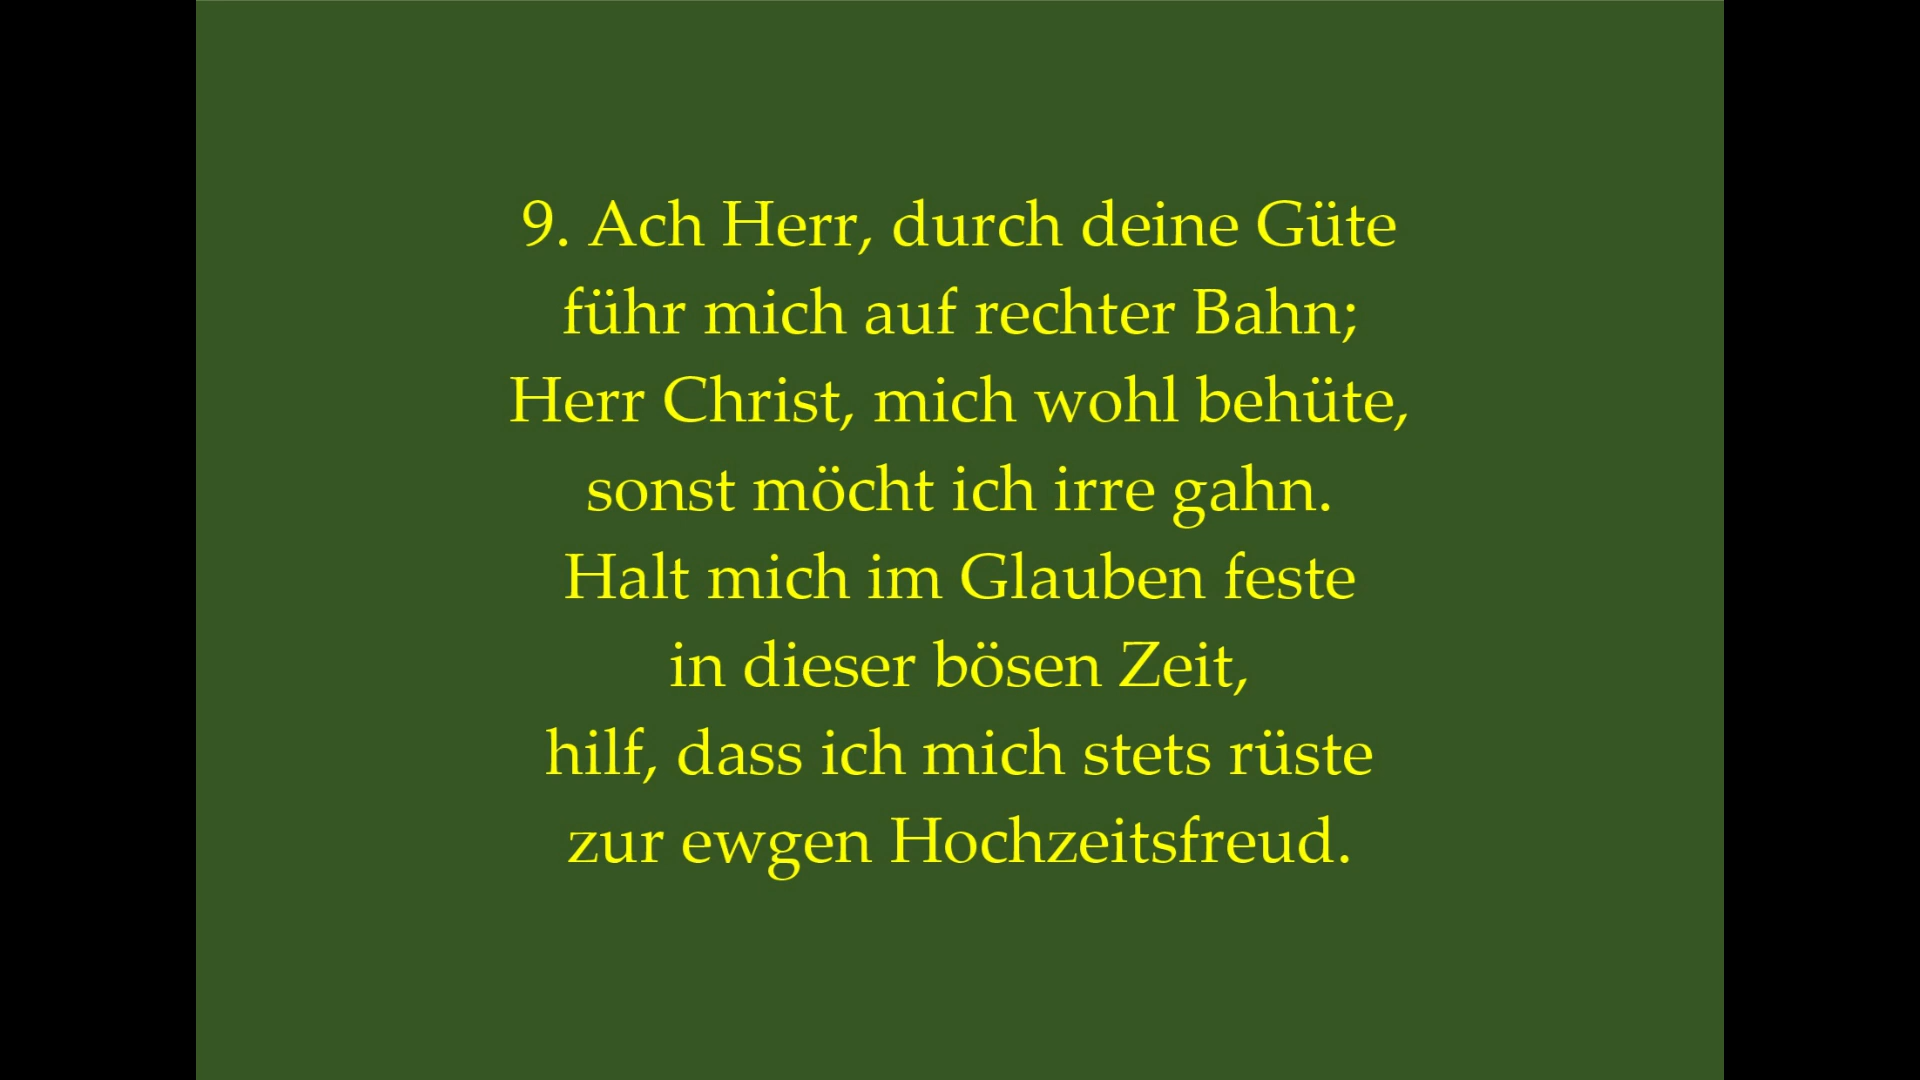 9. Ach Herr, durch deine Güte
führ mich auf rechter Bahn;
Herr Christ, mich wohl behüte,
sonst möcht ich irre gahn.
Halt mich im Glauben feste
in dieser bösen Zeit,
hilf, dass ich mich stets rüste
zur ewgen Hochzeitsfreud.